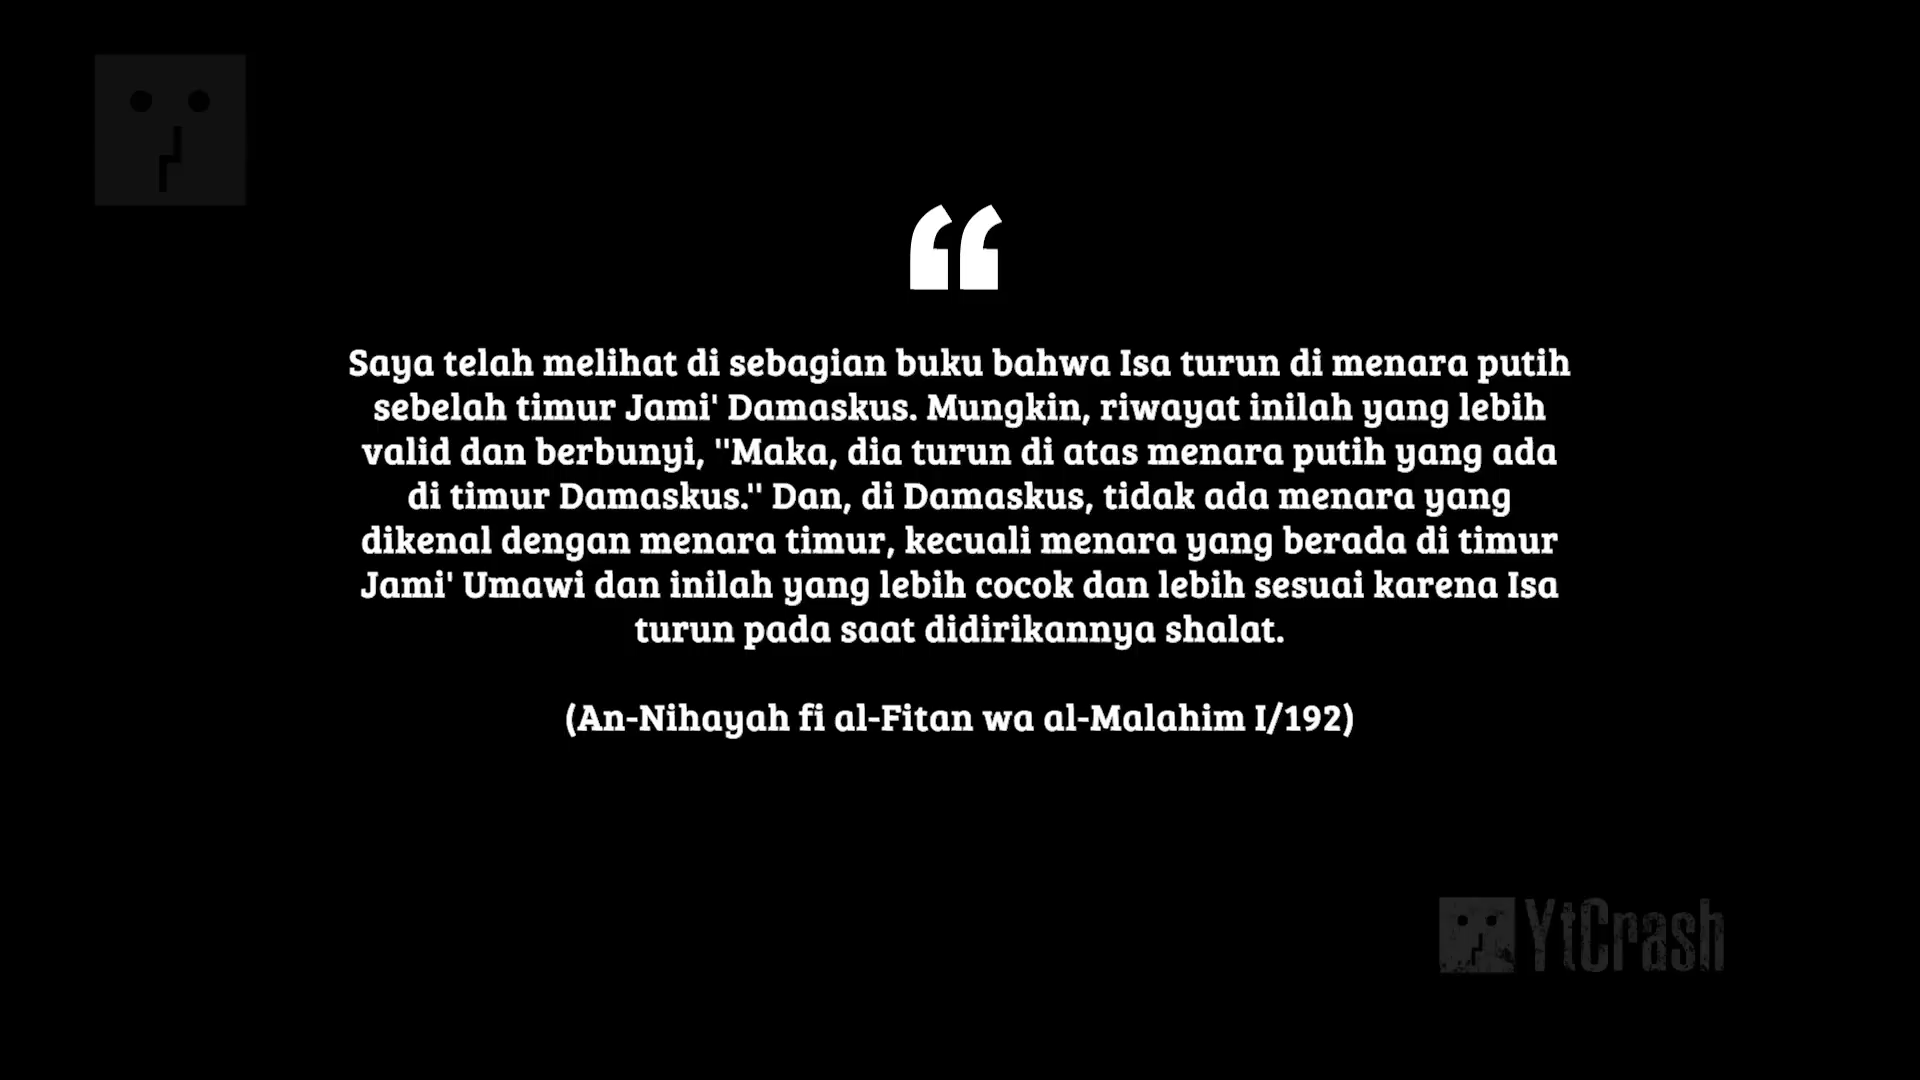 “
Saya telah melihat di sebagian buku bahwa Isa turun di menara putih
sebelah timur Jami' Damaskus. Mungkin, riwayat inilah yang lebih
valid dan berbunyi, "Maka, dia turun di atas menara putih yang ada
di timur Damaskus." Dan, di Damaskus, tidak ada menara yang
dikenal dengan menara timur, kecuali menara yang berada di timur
Jami' Umawi dan inilah yang lebih cocok dan lebih sesuai karena Isa
turun pada saat didirikannya shalat.
(An-Nihayah fi al-Fitan wa al-Malahim I/192)
YtCrash